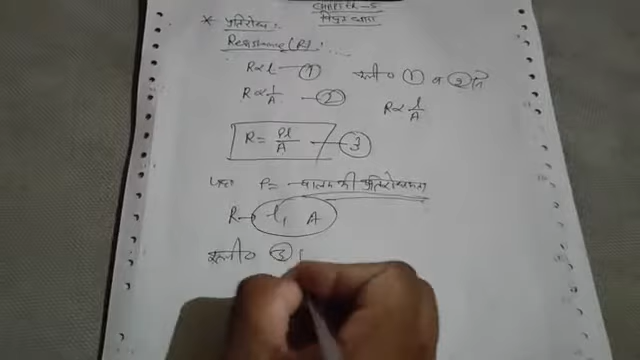 CHAPTER-5
विद्युत धारा
* प्रतिरोध :
Resistance (R) : ....
R∝l — ①
R∝1/A — ②
समी० ① व ② से
R∝l/A
R = ρl/A — ③
जहां ρ = चालक की प्रतिरोधकता
R → l, A
समी० ③